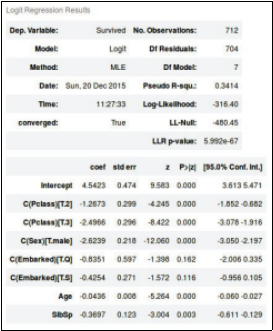 Logit Regression Results
Dep. Variable: Survived No. Observations: 712
Model: Logit Df Residuals: 704
Method: MLE Df Model: 7
Date: Sun, 20 Dec 2015 Pseudo R-squ.: 0.3414
Time: 11:27:33 Log-Likelihood: -316.40
converged: True LL-Null: -480.45
LLR p-value: 5.992e-67
coef std err z P>|z| [95.0% Conf. Int.]
Intercept 4.5423 0.474 9.583 0.000 3.613 5.471
C(Pclass)[T.2] -1.2673 0.299 -4.245 0.000 -1.852 -0.682
C(Pclass)[T.3] -2.4966 0.296 -8.422 0.000 -3.078 -1.916
C(Sex)[T.male] -2.6239 0.218 -12.060 0.000 -3.050 -2.197
C(Embarked)[T.Q] -0.8351 0.597 -1.398 0.162 -2.006 0.335
C(Embarked)[T.S] -0.4254 0.271 -1.572 0.116 -0.956 0.105
Age -0.0436 0.008 -5.264 0.000 -0.060 -0.027
SibSp -0.3697 0.123 -3.004 0.003 -0.611 -0.129